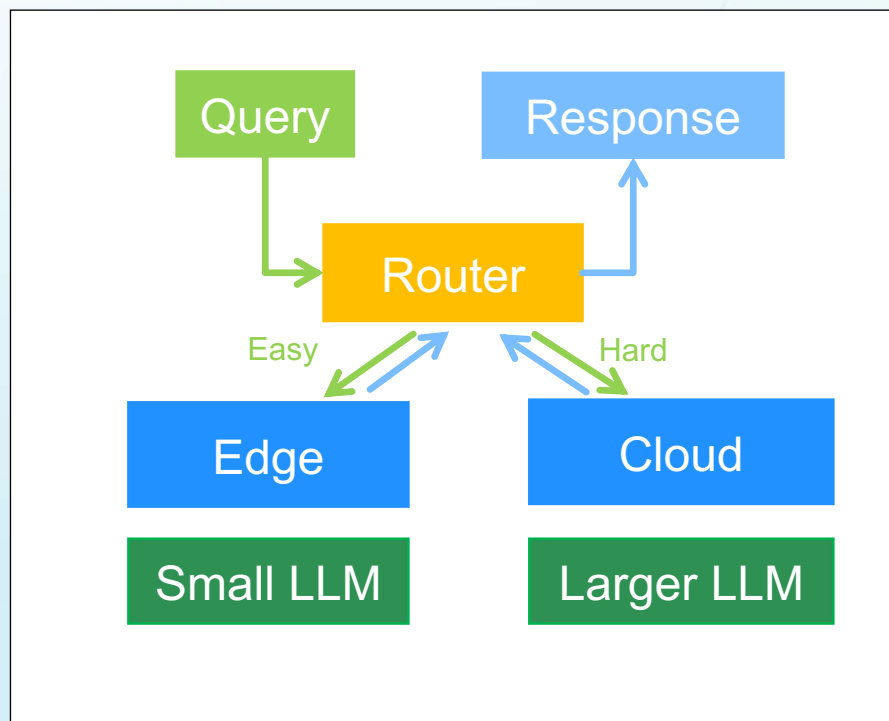 Query
Response
Router
Easy
Hard
Edge
Cloud
Small LLM
Larger LLM